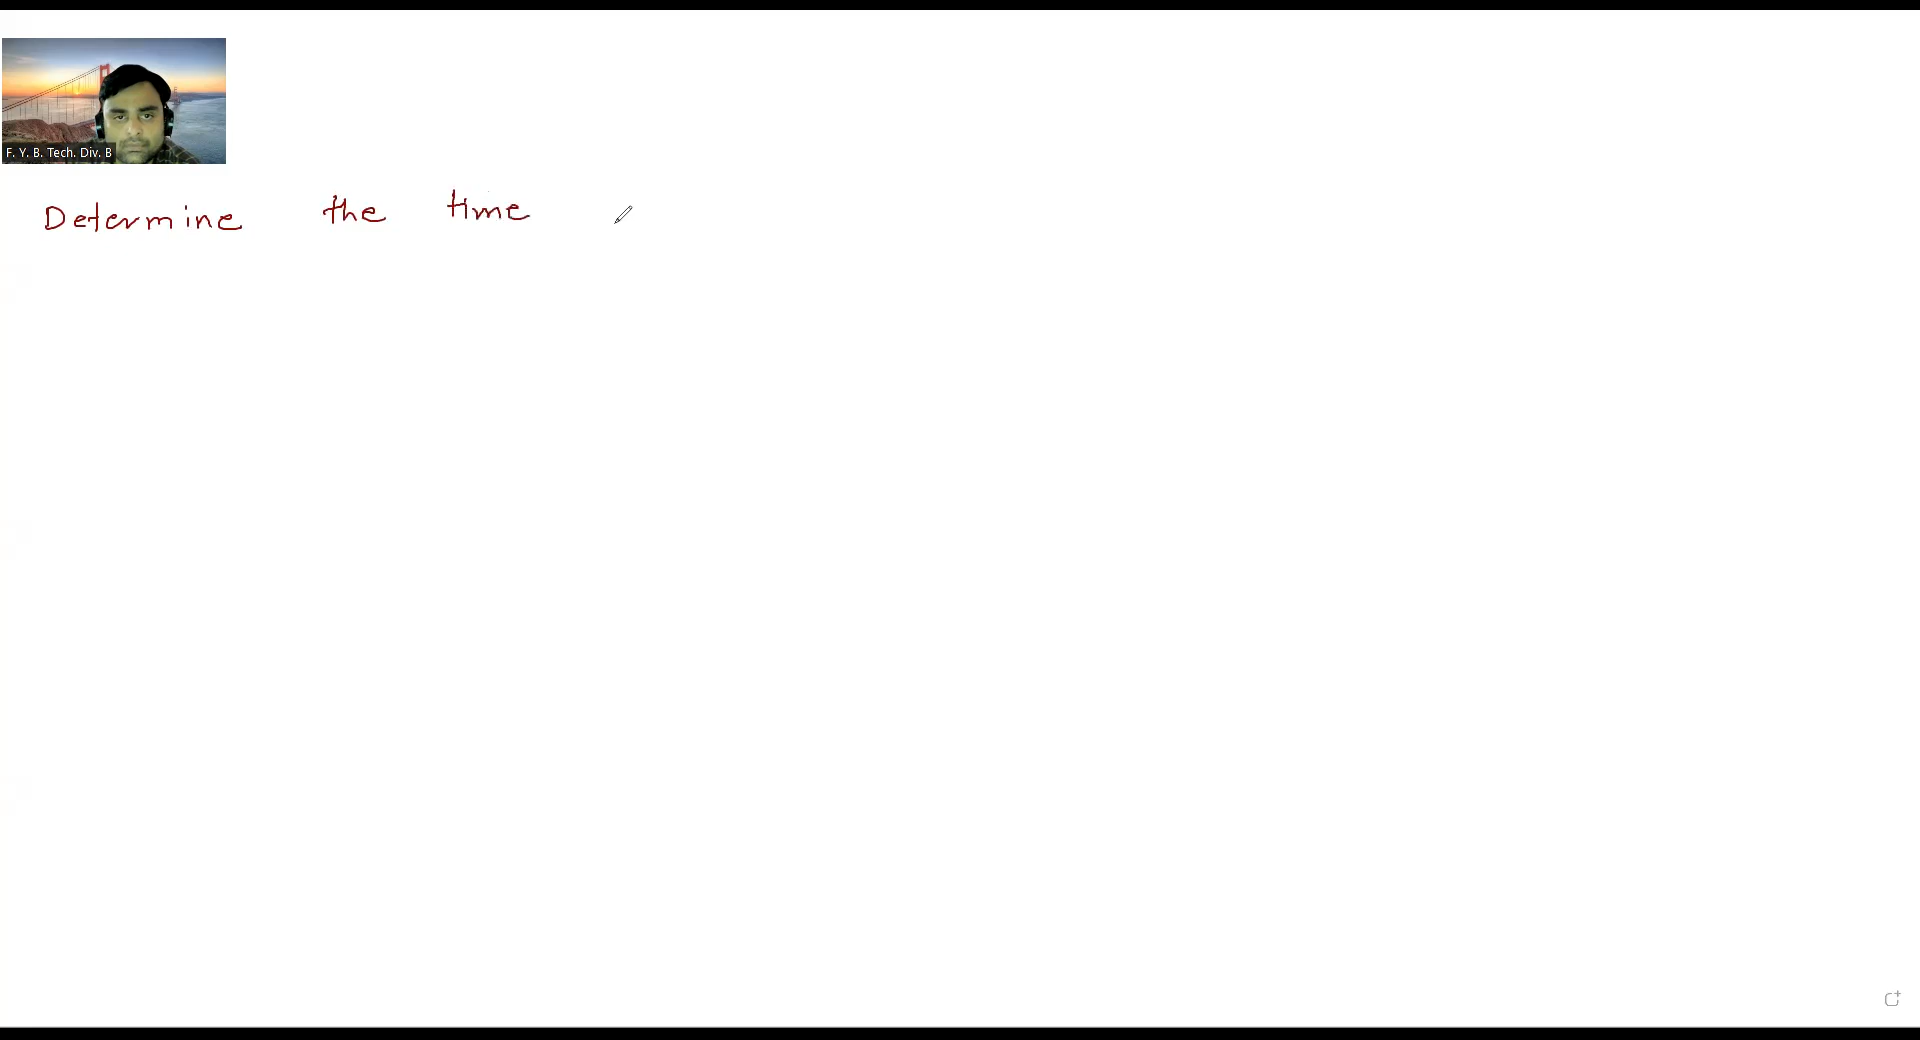 F. Y. B. Tech. Div. B
Determine the time